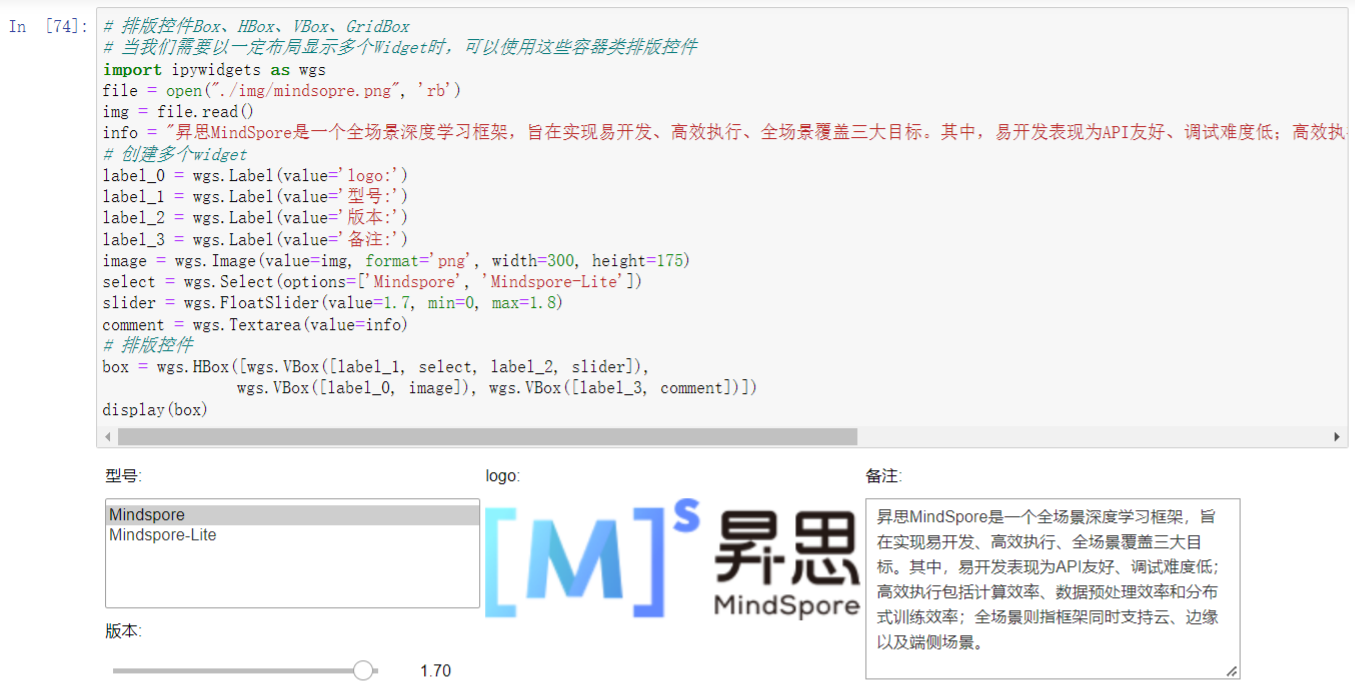 In [74]:
# 排版控件Box、HBox、VBox、GridBox
# 当我们需要以一定布局显示多个Widget时，可以使用这些容器类排版控件
import ipywidgets as wgs
file = open("./img/mindsopre.png", 'rb')
img = file.read()
info = "昇思MindSpore是一个全场景深度学习框架，旨在实现易开发、高效执行、全场景覆盖三大目标。其中，易开发表现为API友好、调试难度低；高效执
# 创建多个widget
label_0 = wgs.Label(value='logo:')
label_1 = wgs.Label(value='型号:')
label_2 = wgs.Label(value='版本:')
label_3 = wgs.Label(value='备注:')
image = wgs.Image(value=img, format='png', width=300, height=175)
select = wgs.Select(options=['Mindspore', 'Mindspore-Lite'])
slider = wgs.FloatSlider(value=1.7, min=0, max=1.8)
comment = wgs.Textarea(value=info)
# 排版控件
box = wgs.HBox([wgs.VBox([label_1, select, label_2, slider]),
wgs.VBox([label_0, image]), wgs.VBox([label_3, comment])])
display(box)
型号:
Mindspore
Mindspore-Lite
版本:
1.70
logo:
[M]s
昇思
MindSpore
备注:
昇思MindSpore是一个全场景深度学习框架，旨
在实现易开发、高效执行、全场景覆盖三大目
标。其中，易开发表现为API友好、调试难度低；
高效执行包括计算效率、数据预处理效率和分布
式训练效率；全场景则指框架同时支持云、边缘
以及端侧场景。